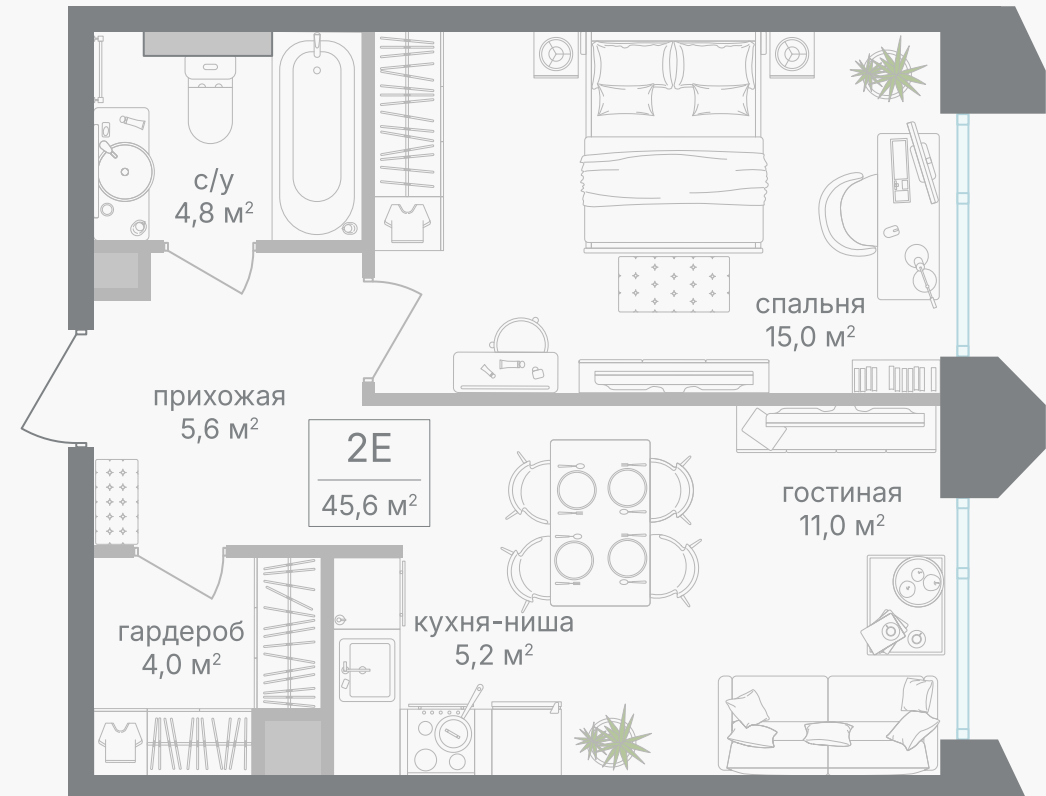 с/у
4,8 м²
спальня
15,0 м²
прихожая
5,6 м²
2Е
45,6 м²
гостиная
11,0 м²
гардероб
4,0 м²
кухня-ниша
5,2 м²